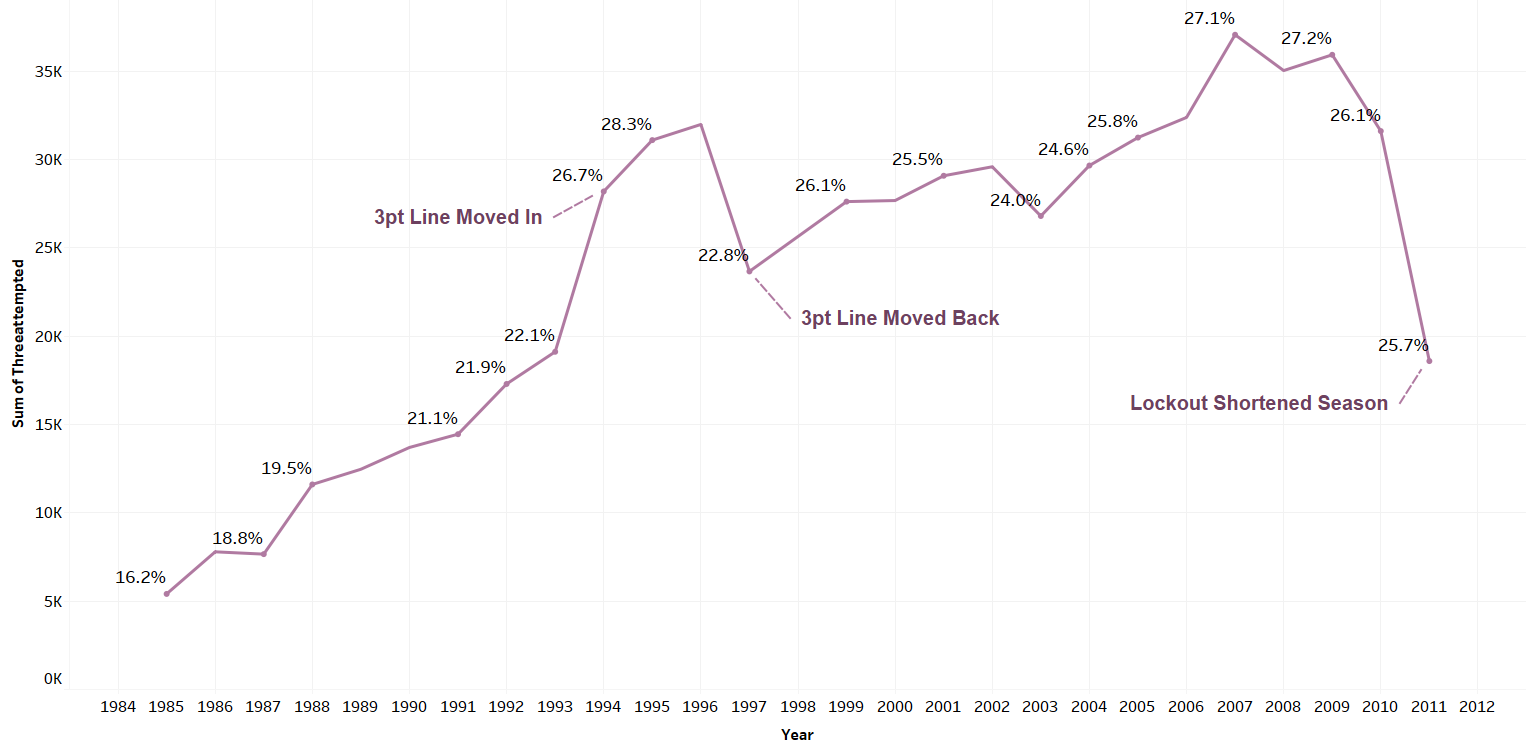 27.1%
27.2%
35K
26.1%
28.3%
25.8%
30K
25.5%
24.6%
26.7%
26.1%
24.0%
3pt Line Moved In
25K
22.8%
3pt Line Moved Back
20K
22.1%
25.7%
21.9%
Lockout Shortened Season
Sum of Threeattempted
15K
21.1%
19.5%
10K
18.8%
16.2%
5K
0K
1984 1985 1986 1987 1988 1989 1990 1991 1992 1993 1994 1995 1996 1997 1998 1999 2000 2001 2002 2003 2004 2005 2006 2007 2008 2009 2010 2011 2012
Year